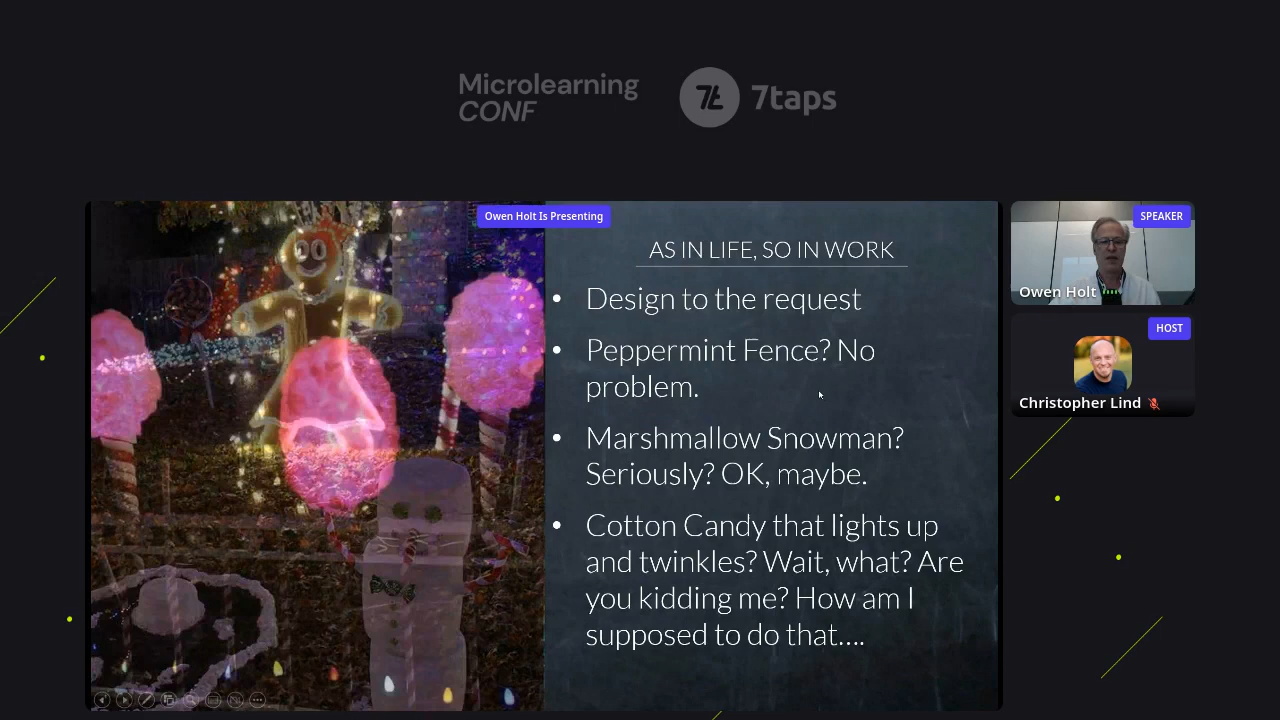 Microlearning
CONF
7t 7taps
Owen Holt Is Presenting
AS IN LIFE, SO IN WORK
• Design to the request
• Peppermint Fence? No
problem.
• Marshmallow Snowman?
Seriously? OK, maybe.
• Cotton Candy that lights up
and twinkles? Wait, what? Are
you kidding me? How am I
supposed to do that....
SPEAKER
Owen Holt
HOST
Christopher Lind